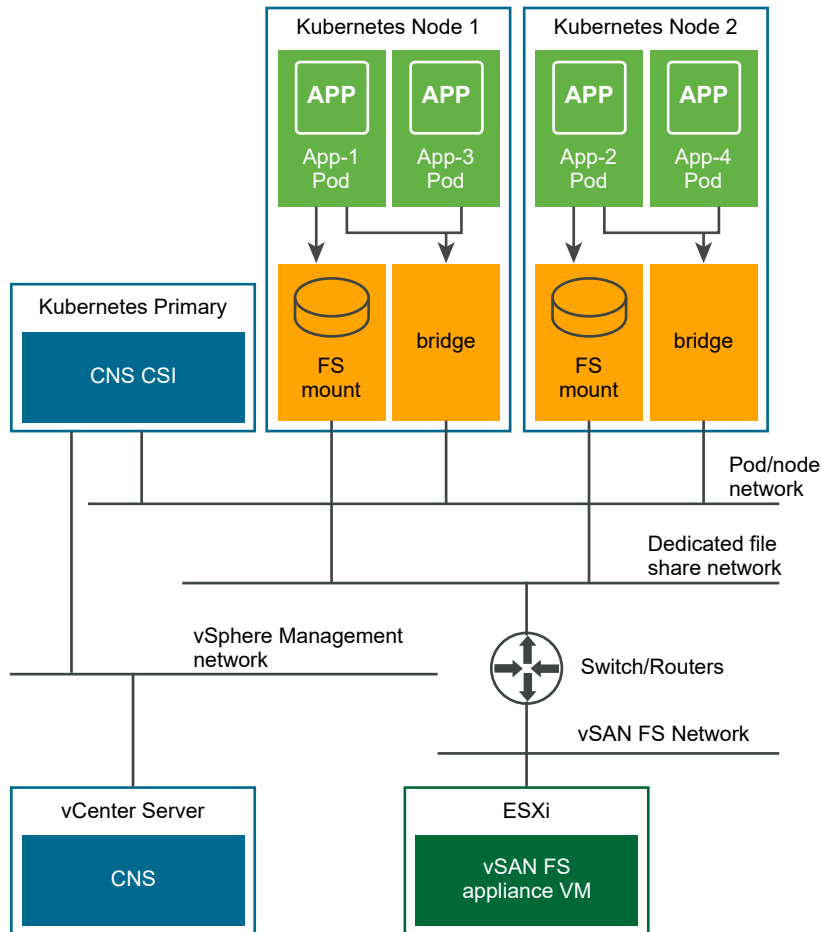 Kubernetes Node 1
Kubernetes Node 2
APP
APP
APP
APP
App-1
Pod
App-3
Pod
App-2
Pod
App-4
Pod
Kubernetes Primary
CNS CSI
FS
mount
bridge
FS
mount
bridge
Pod/node
network
Dedicated file
share network
vSphere Management
network
Switch/Routers
vSAN FS Network
vCenter Server
CNS
ESXi
vSAN FS
appliance VM